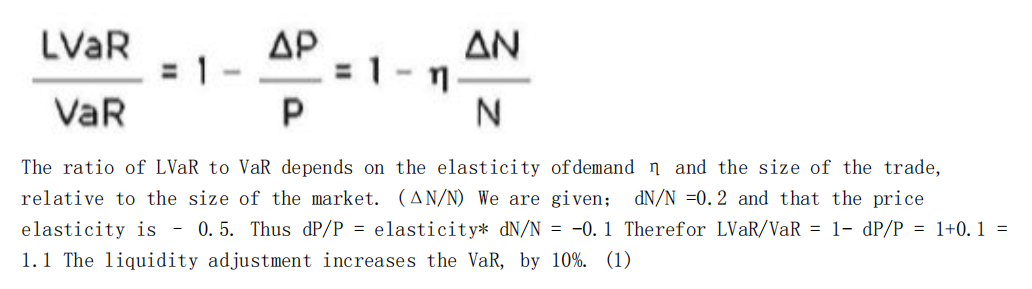 LVaR/VaR = 1 - ΔP/P = 1 - η ΔN/N
The ratio of LVaR to VaR depends on the elasticity ofdemand η and the size of the trade,
relative to the size of the market. (ΔN/N) We are given; dN/N =0.2 and that the price
elasticity is – 0.5. Thus dP/P = elasticity* dN/N = -0.1 Therefor LVaR/VaR = 1- dP/P = 1+0.1 =
1.1 The liquidity adjustment increases the VaR, by 10%. (1)